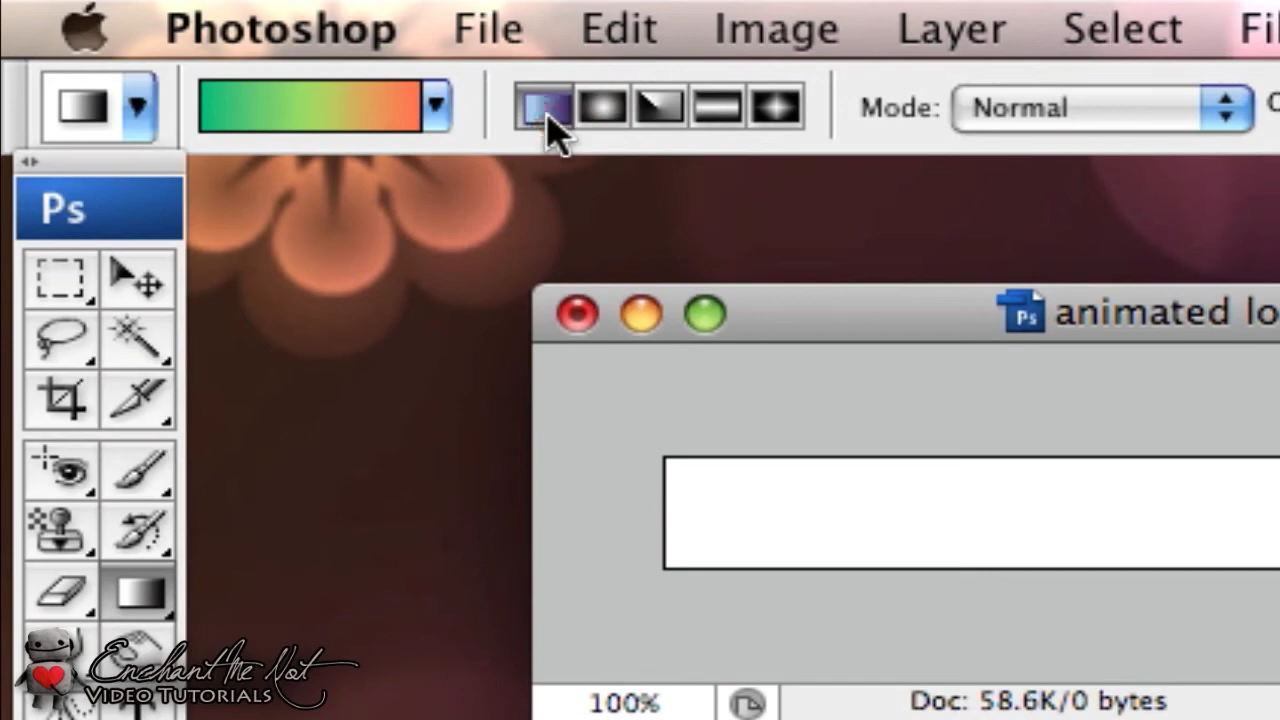 Photoshop File Edit Image Layer Select
Mode: Normal
Ps
Ps animated lo
100% Doc: 58.6K/0 bytes
Enchant Me Not
VIDEO TUTORIALS